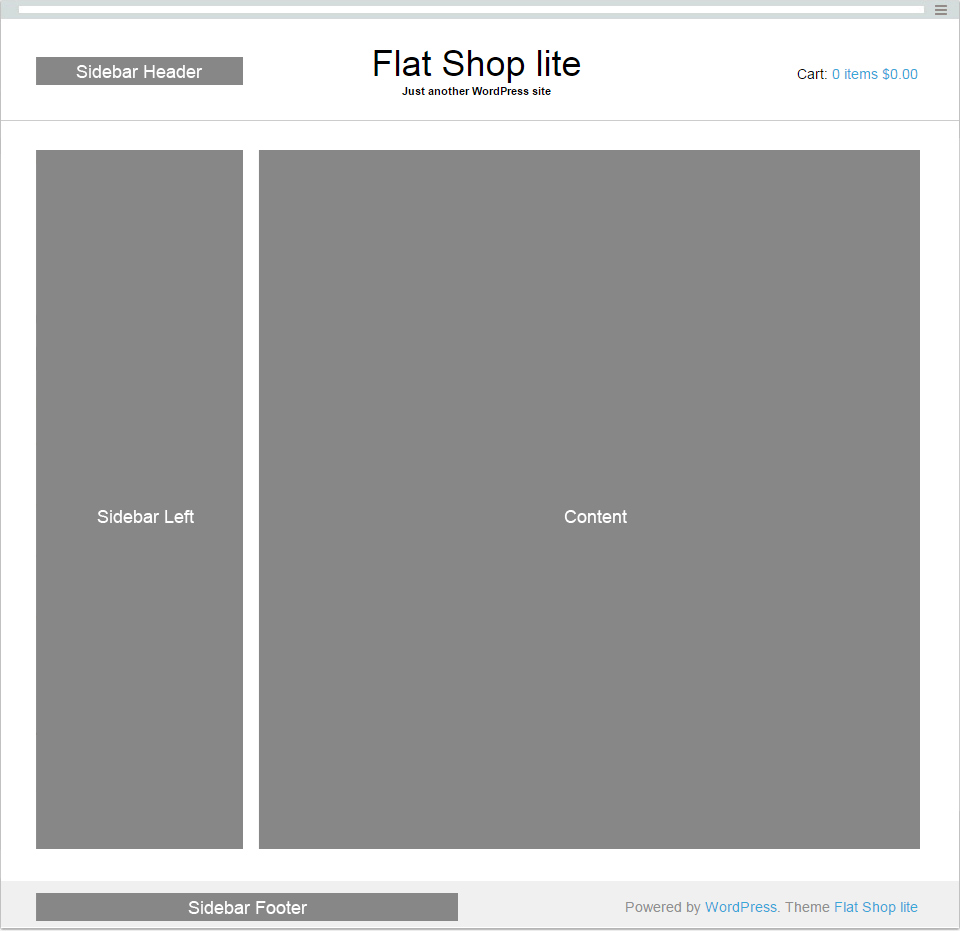 Sidebar Header
Flat Shop lite
Just another WordPress site
Cart: 0 items $0.00
Sidebar Left
Content
Sidebar Footer
Powered by WordPress. Theme Flat Shop lite